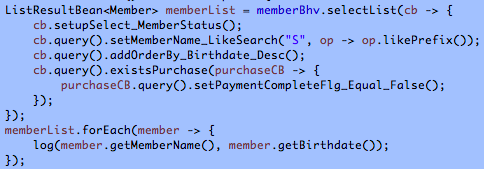 ListResultBean<Member> memberList = memberBhv.selectList(cb -> {
    cb.setupSelect_MemberStatus();
    cb.query().setMemberName_LikeSearch("S", op -> op.likePrefix());
    cb.query().addOrderBy_Birthdate_Desc();
    cb.query().existsPurchase(purchaseCB -> {
        purchaseCB.query().setPaymentCompleteFlg_Equal_False();
    });
});
memberList.forEach(member -> {
    log(member.getMemberName(), member.getBirthdate());
});